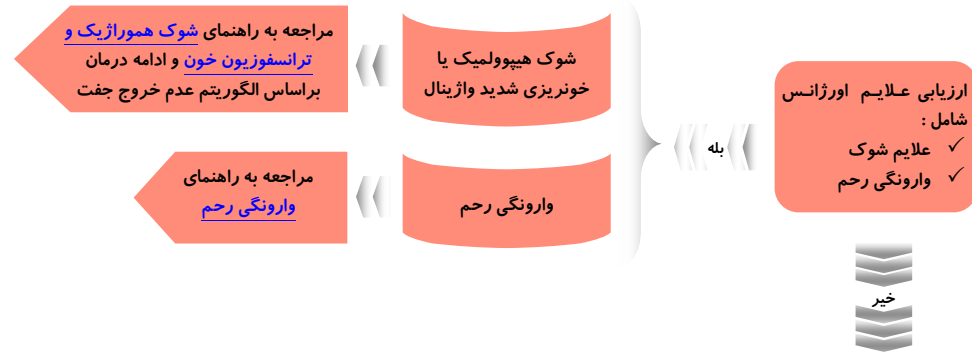 ارزیابی علایم اورژانس
شامل :
✓ علایم شوک
✓ وارونگی رحم
بله
شوک هیپوولمیک یا
خونریزی شدید واژینال
مراجعه به راهنمای شوک هموراژیک و
ترانسفوزیون خون و ادامه درمان
براساس الگوریتم عدم خروج جفت
وارونگی رحم
مراجعه به راهنمای
وارونگی رحم
خیر